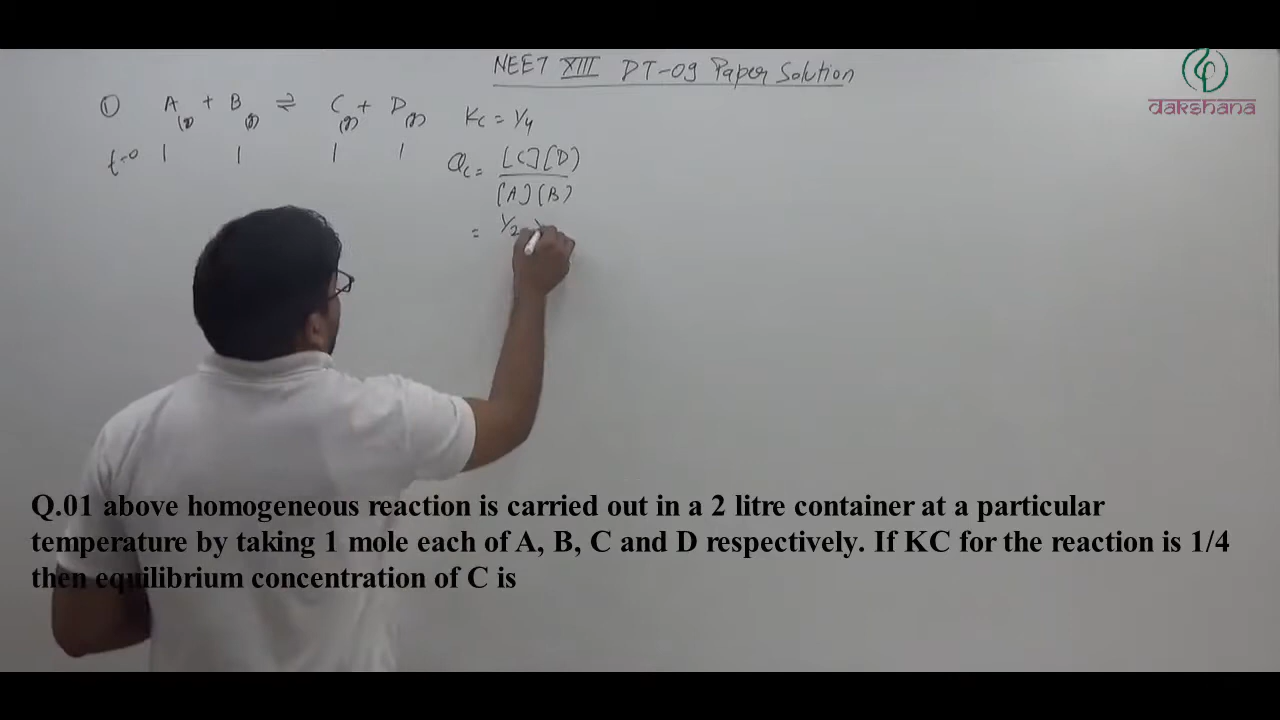 NEET XIII DT-09 Paper Solution
dakshana
① A(g) + B(g) ⇌ C(g) + D(g) Kc = 1/4
t=0 1 1 1 1 Qc = [C][D]
[A][B]
= 1/2
Q.01 above homogeneous reaction is carried out in a 2 litre container at a particular
temperature by taking 1 mole each of A, B, C and D respectively. If KC for the reaction is 1/4
then equilibrium concentration of C is